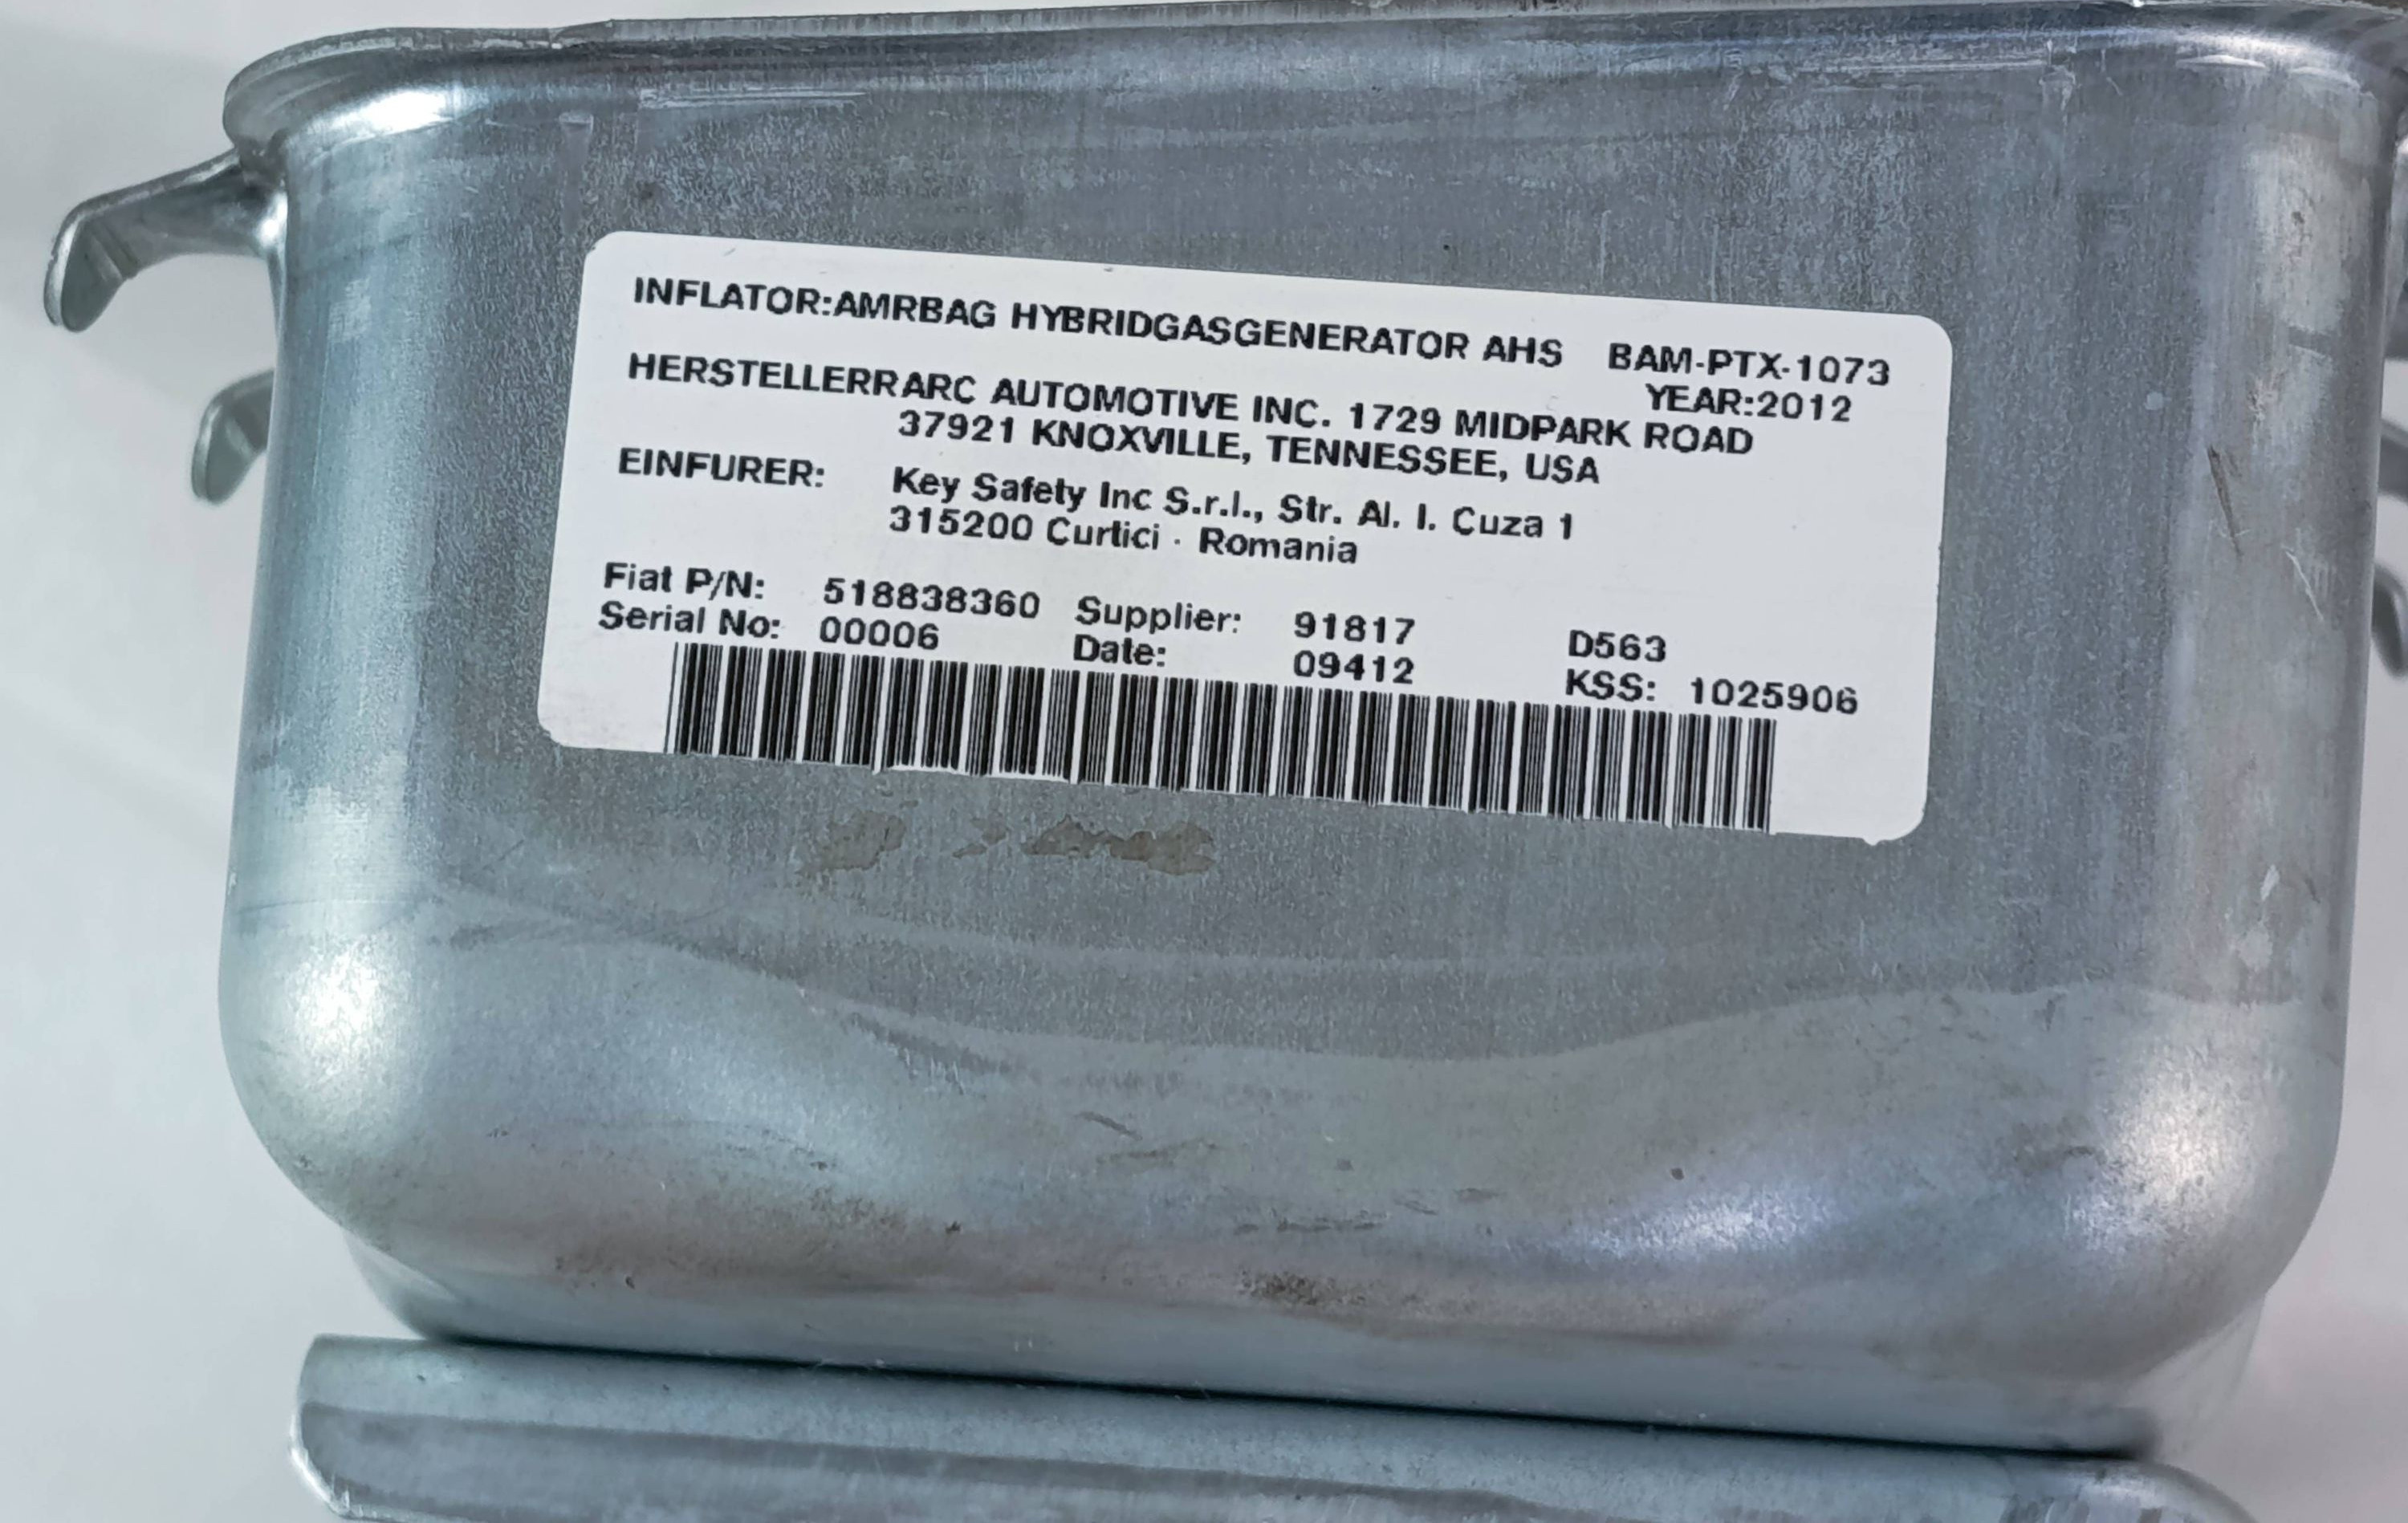 INFLATOR:AMRBAG HYBRIDGASGENERATOR AHS BAM-PTX-1073
YEAR:2012
HERSTELLERRARC AUTOMOTIVE INC. 1729 MIDPARK ROAD
37921 KNOXVILLE, TENNESSEE, USA
EINFURER: Key Safety Inc S.r.l., Str. Al. I. Cuza 1
315200 Curtici - Romania
Fiat P/N: 518838360 Supplier: 91817 D563
Serial No: 00006 Date: 09412 KSS: 1025906